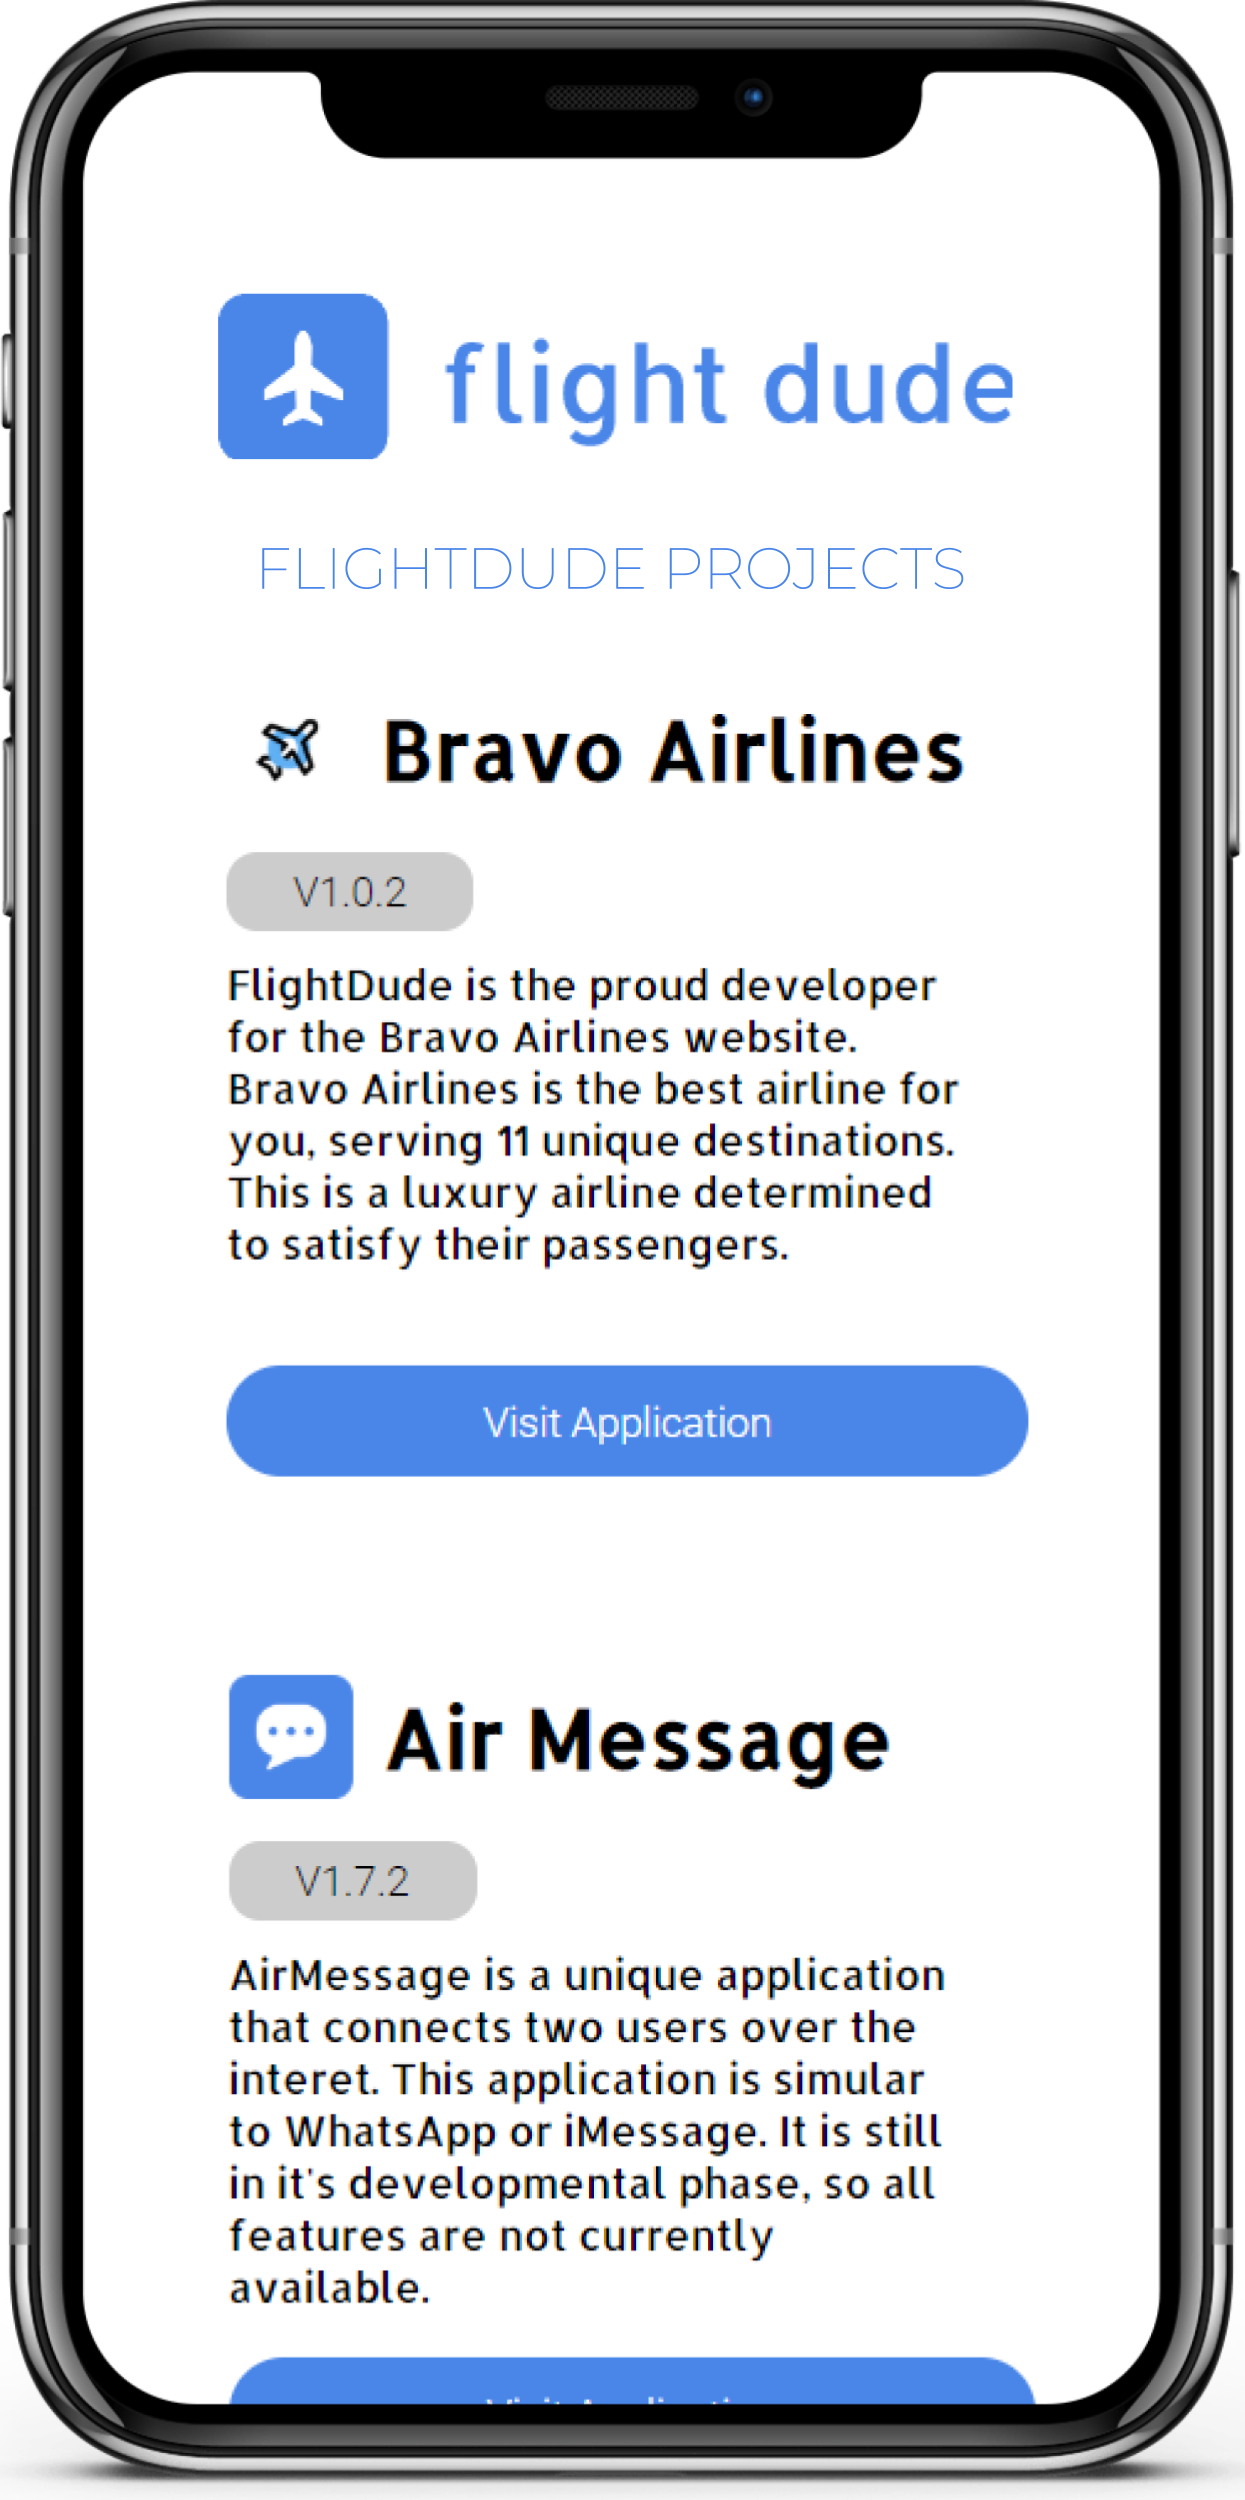 flight dude
FLIGHTDUDE PROJECTS
Bravo Airlines
V1.0.2
FlightDude is the proud developer
for the Bravo Airlines website.
Bravo Airlines is the best airline for
you, serving 11 unique destinations.
This is a luxury airline determined
to satisfy their passengers.
Visit Application
Air Message
V1.7.2
AirMessage is a unique application
that connects two users over the
interet. This application is simular
to WhatsApp or iMessage. It is still
in it's developmental phase, so all
features are not currently
available.